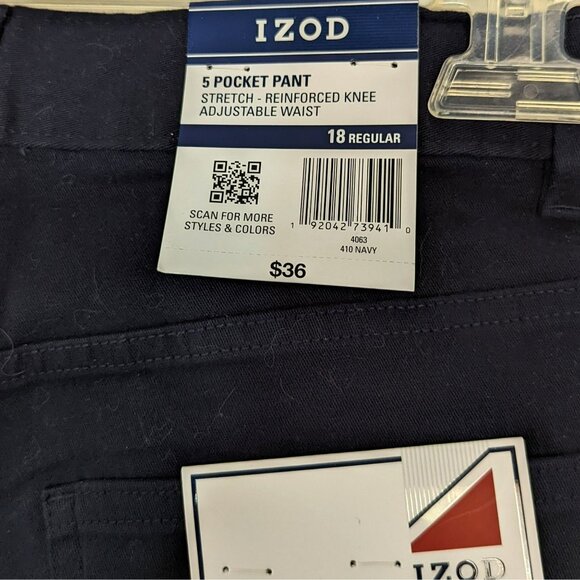 IZOD
5 POCKET PANT
STRETCH - REINFORCED KNEE
ADJUSTABLE WAIST
18 REGULAR
SCAN FOR MORE
STYLES & COLORS
1 92042 73941 0
4063
410 NAVY
$36
IZOD